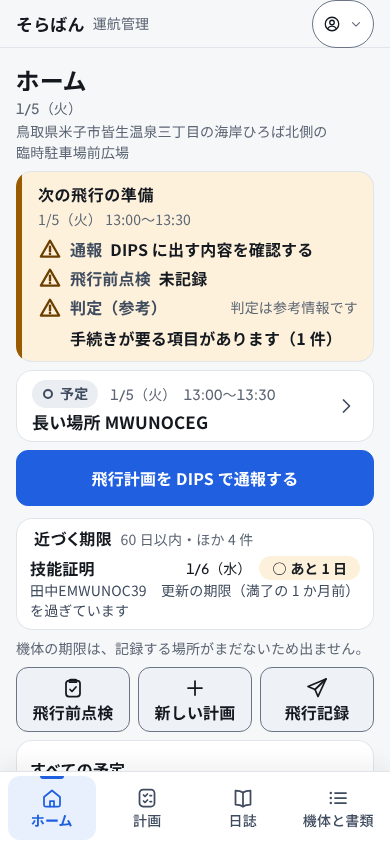 そらばん 運航管理
ホーム
1/5（火）
鳥取県米子市皆生温泉三丁目の海岸ひろば北側の
臨時駐車場前広場
次の飛行の準備
1/5（火） 13:00〜13:30
通報 DIPS に出す内容を確認する
飛行前点検 未記録
判定（参考） 判定は参考情報です
手続きが要る項目があります（1 件）
予定 1/5（火） 13:00〜13:30
長い場所 MWUNOCEG
飛行計画を DIPS で通報する
近づく期限 60 日以内・ほか 4 件
技能証明 1/6（水） あと 1 日
田中EMWUNOC39 更新の期限（満了の 1 か月前）
を過ぎています
機体の期限は、記録する場所がまだないため出ません。
飛行前点検 新しい計画 飛行記録
すべての予定
ホーム 計画 日誌 機体と書類